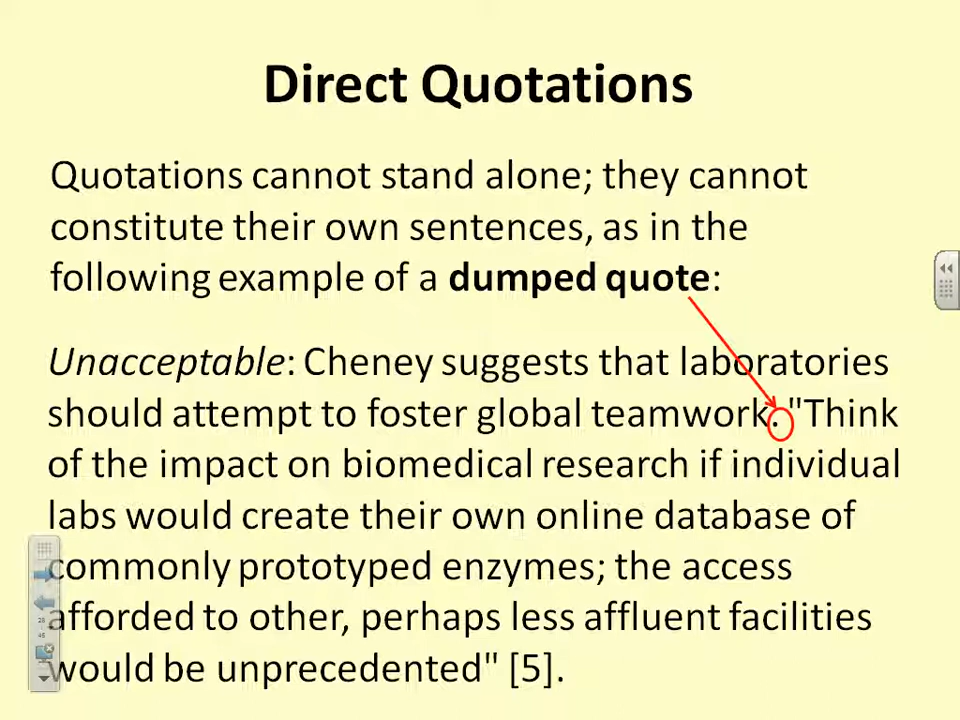 Direct Quotations
Quotations cannot stand alone; they cannot
constitute their own sentences, as in the
following example of a dumped quote:
Unacceptable: Cheney suggests that laboratories
should attempt to foster global teamwork. "Think
of the impact on biomedical research if individual
labs would create their own online database of
commonly prototyped enzymes; the access
afforded to other, perhaps less affluent facilities
would be unprecedented" [5].